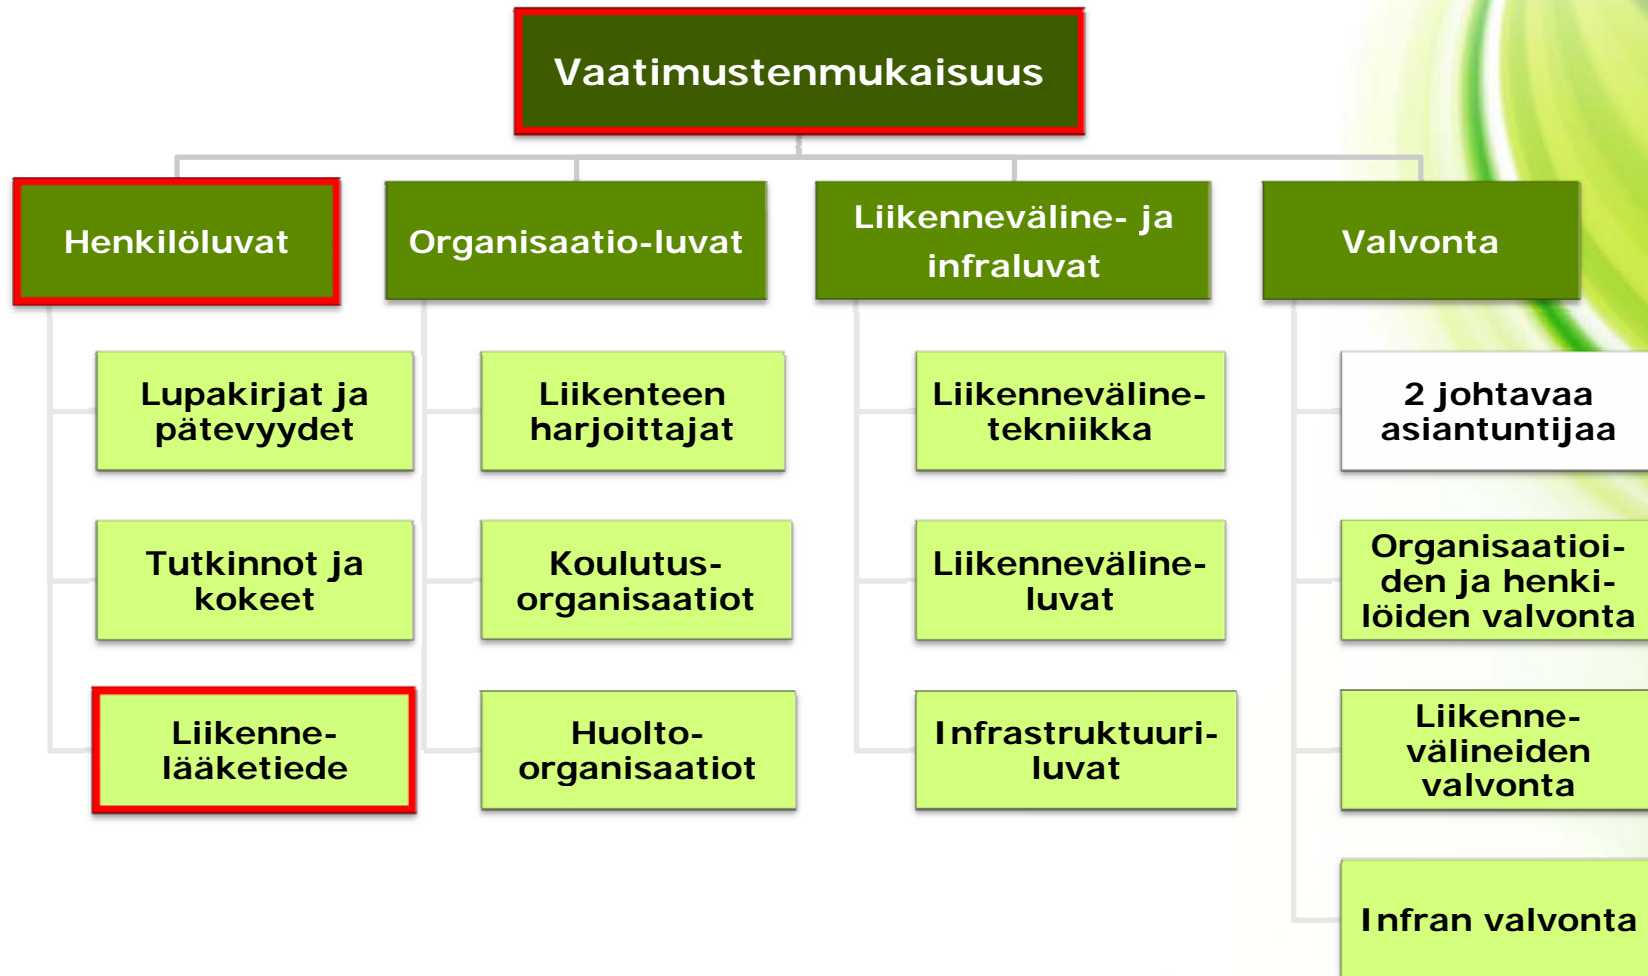 Vaatimustenmukaisuus
Henkilöluvat
Organisaatio-luvat
Liikenneväline- ja
infraluvat
Valvonta
Lupakirjat ja
pätevyydet
Liikenteen
harjoittajat
Liikenneväline-
tekniikka
2 johtavaa
asiantuntijaa
Tutkinnot ja
kokeet
Koulutus-
organisaatiot
Liikenneväline-
luvat
Organisaatioi-
den ja henki-
löiden valvonta
Liikenne-
lääketiede
Huolto-
organisaatiot
Infrastruktuuri-
luvat
Liikenne-
välineiden
valvonta
Infran valvonta